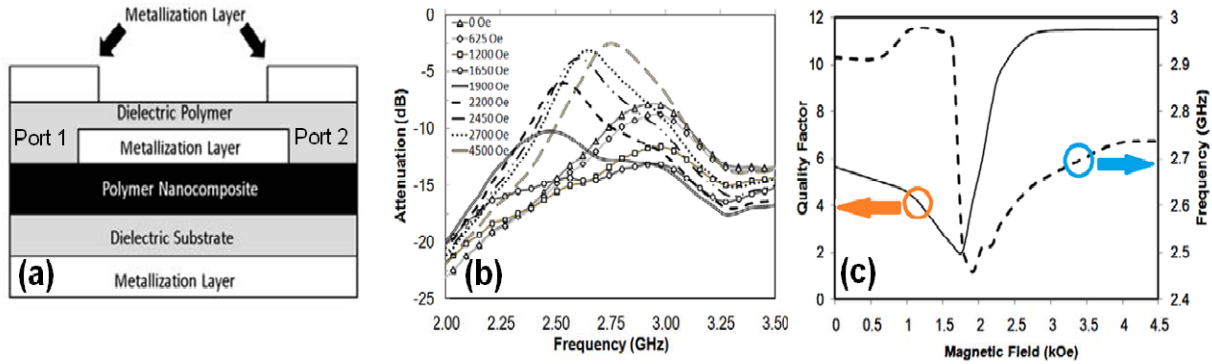 Metallization Layer
Dielectric Polymer
Port 1
Port 2
Metallization Layer
Polymer Nanocomposite
Dielectric Substrate
(a)
Metallization Layer
Attenuation (dB)
0
-5
-10
-15
-20
-25
0 Oe
625 Oe
1200 Oe
1650 Oe
1900 Oe
2200 Oe
2450 Oe
2700 Oe
4500 Oe
(b)
2.00
2.25
2.50
2.75
3.00
3.25
3.50
Frequency (GHz)
Quality Factor
12
10
8
6
4
2
0
(c)
0
0.5
1
1.5
2
2.5
3
3.5
4
4.5
Magnetic Field (kOe)
3
2.9
2.8
2.7
2.6
2.5
2.4
Frequency (GHz)